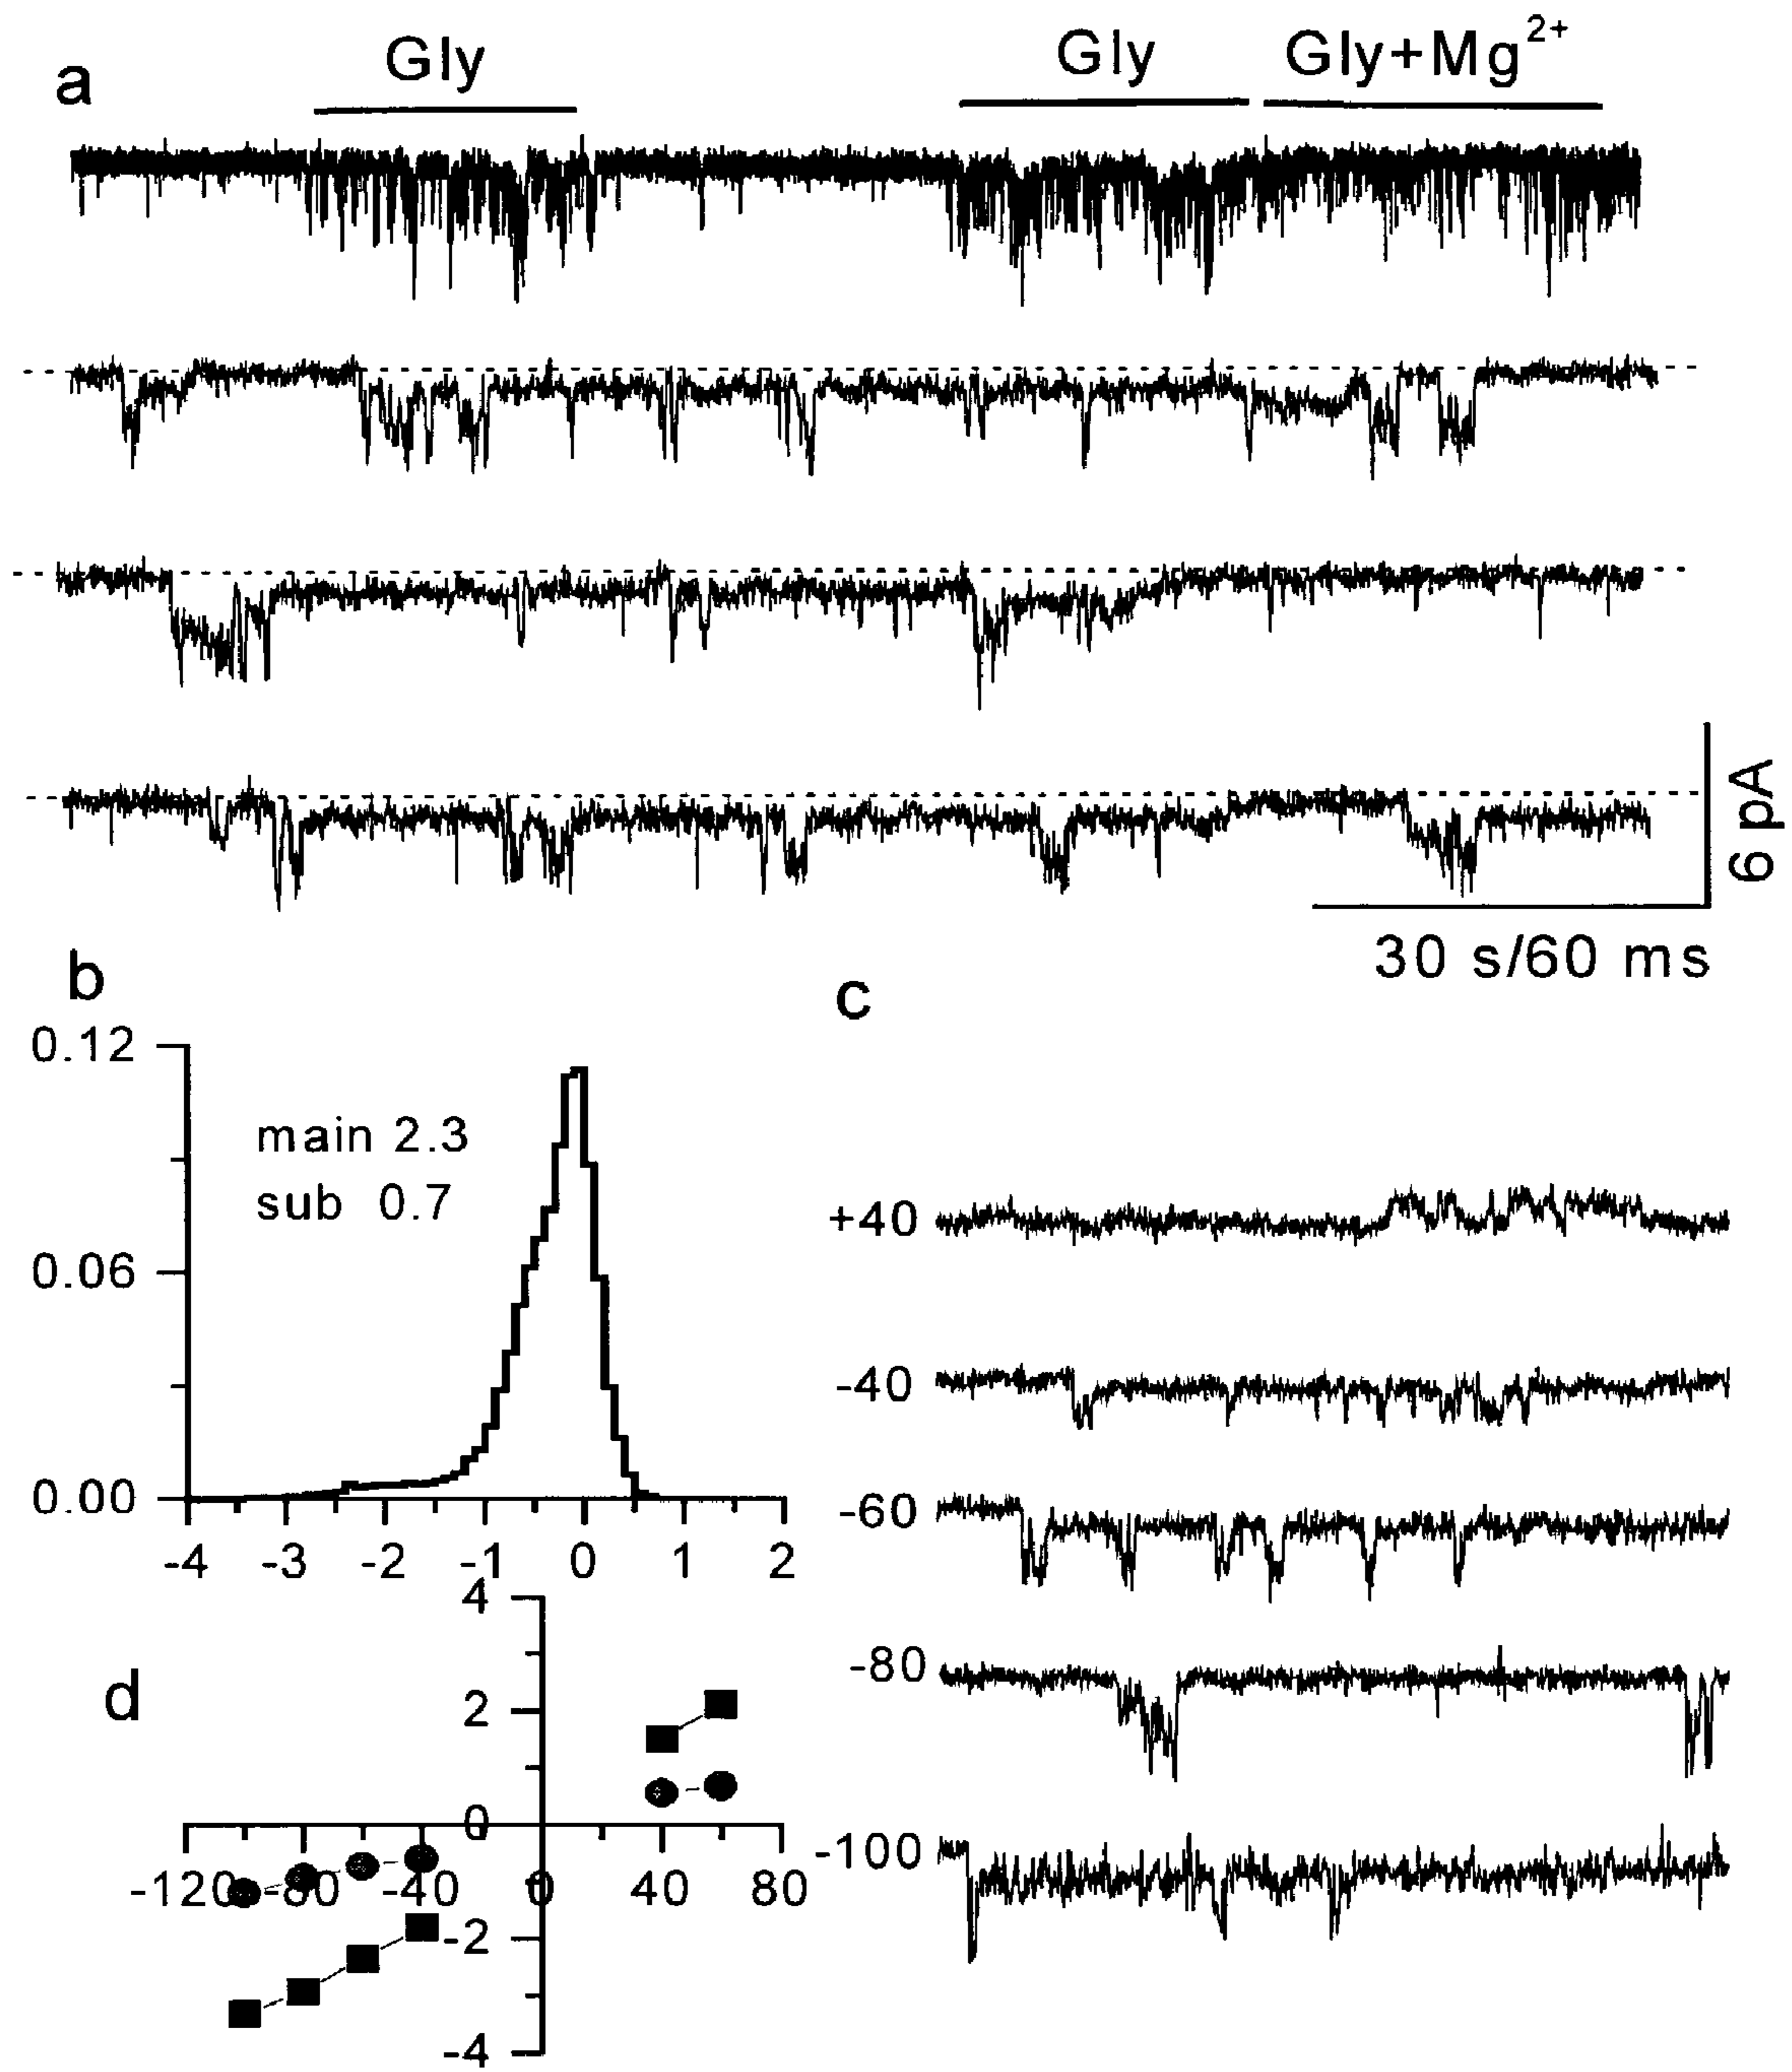 a
Gly
Gly
Gly+Mg²⁺
6 pA
30 s/60 ms
b
0.12
0.06
0.00
main 2.3
sub 0.7
-4 -3 -2 -1 0 1 2
c
+40
-40
-60
-80
-100
d
4
2
0
-2
-4
-120 -80 -40 0 40 80